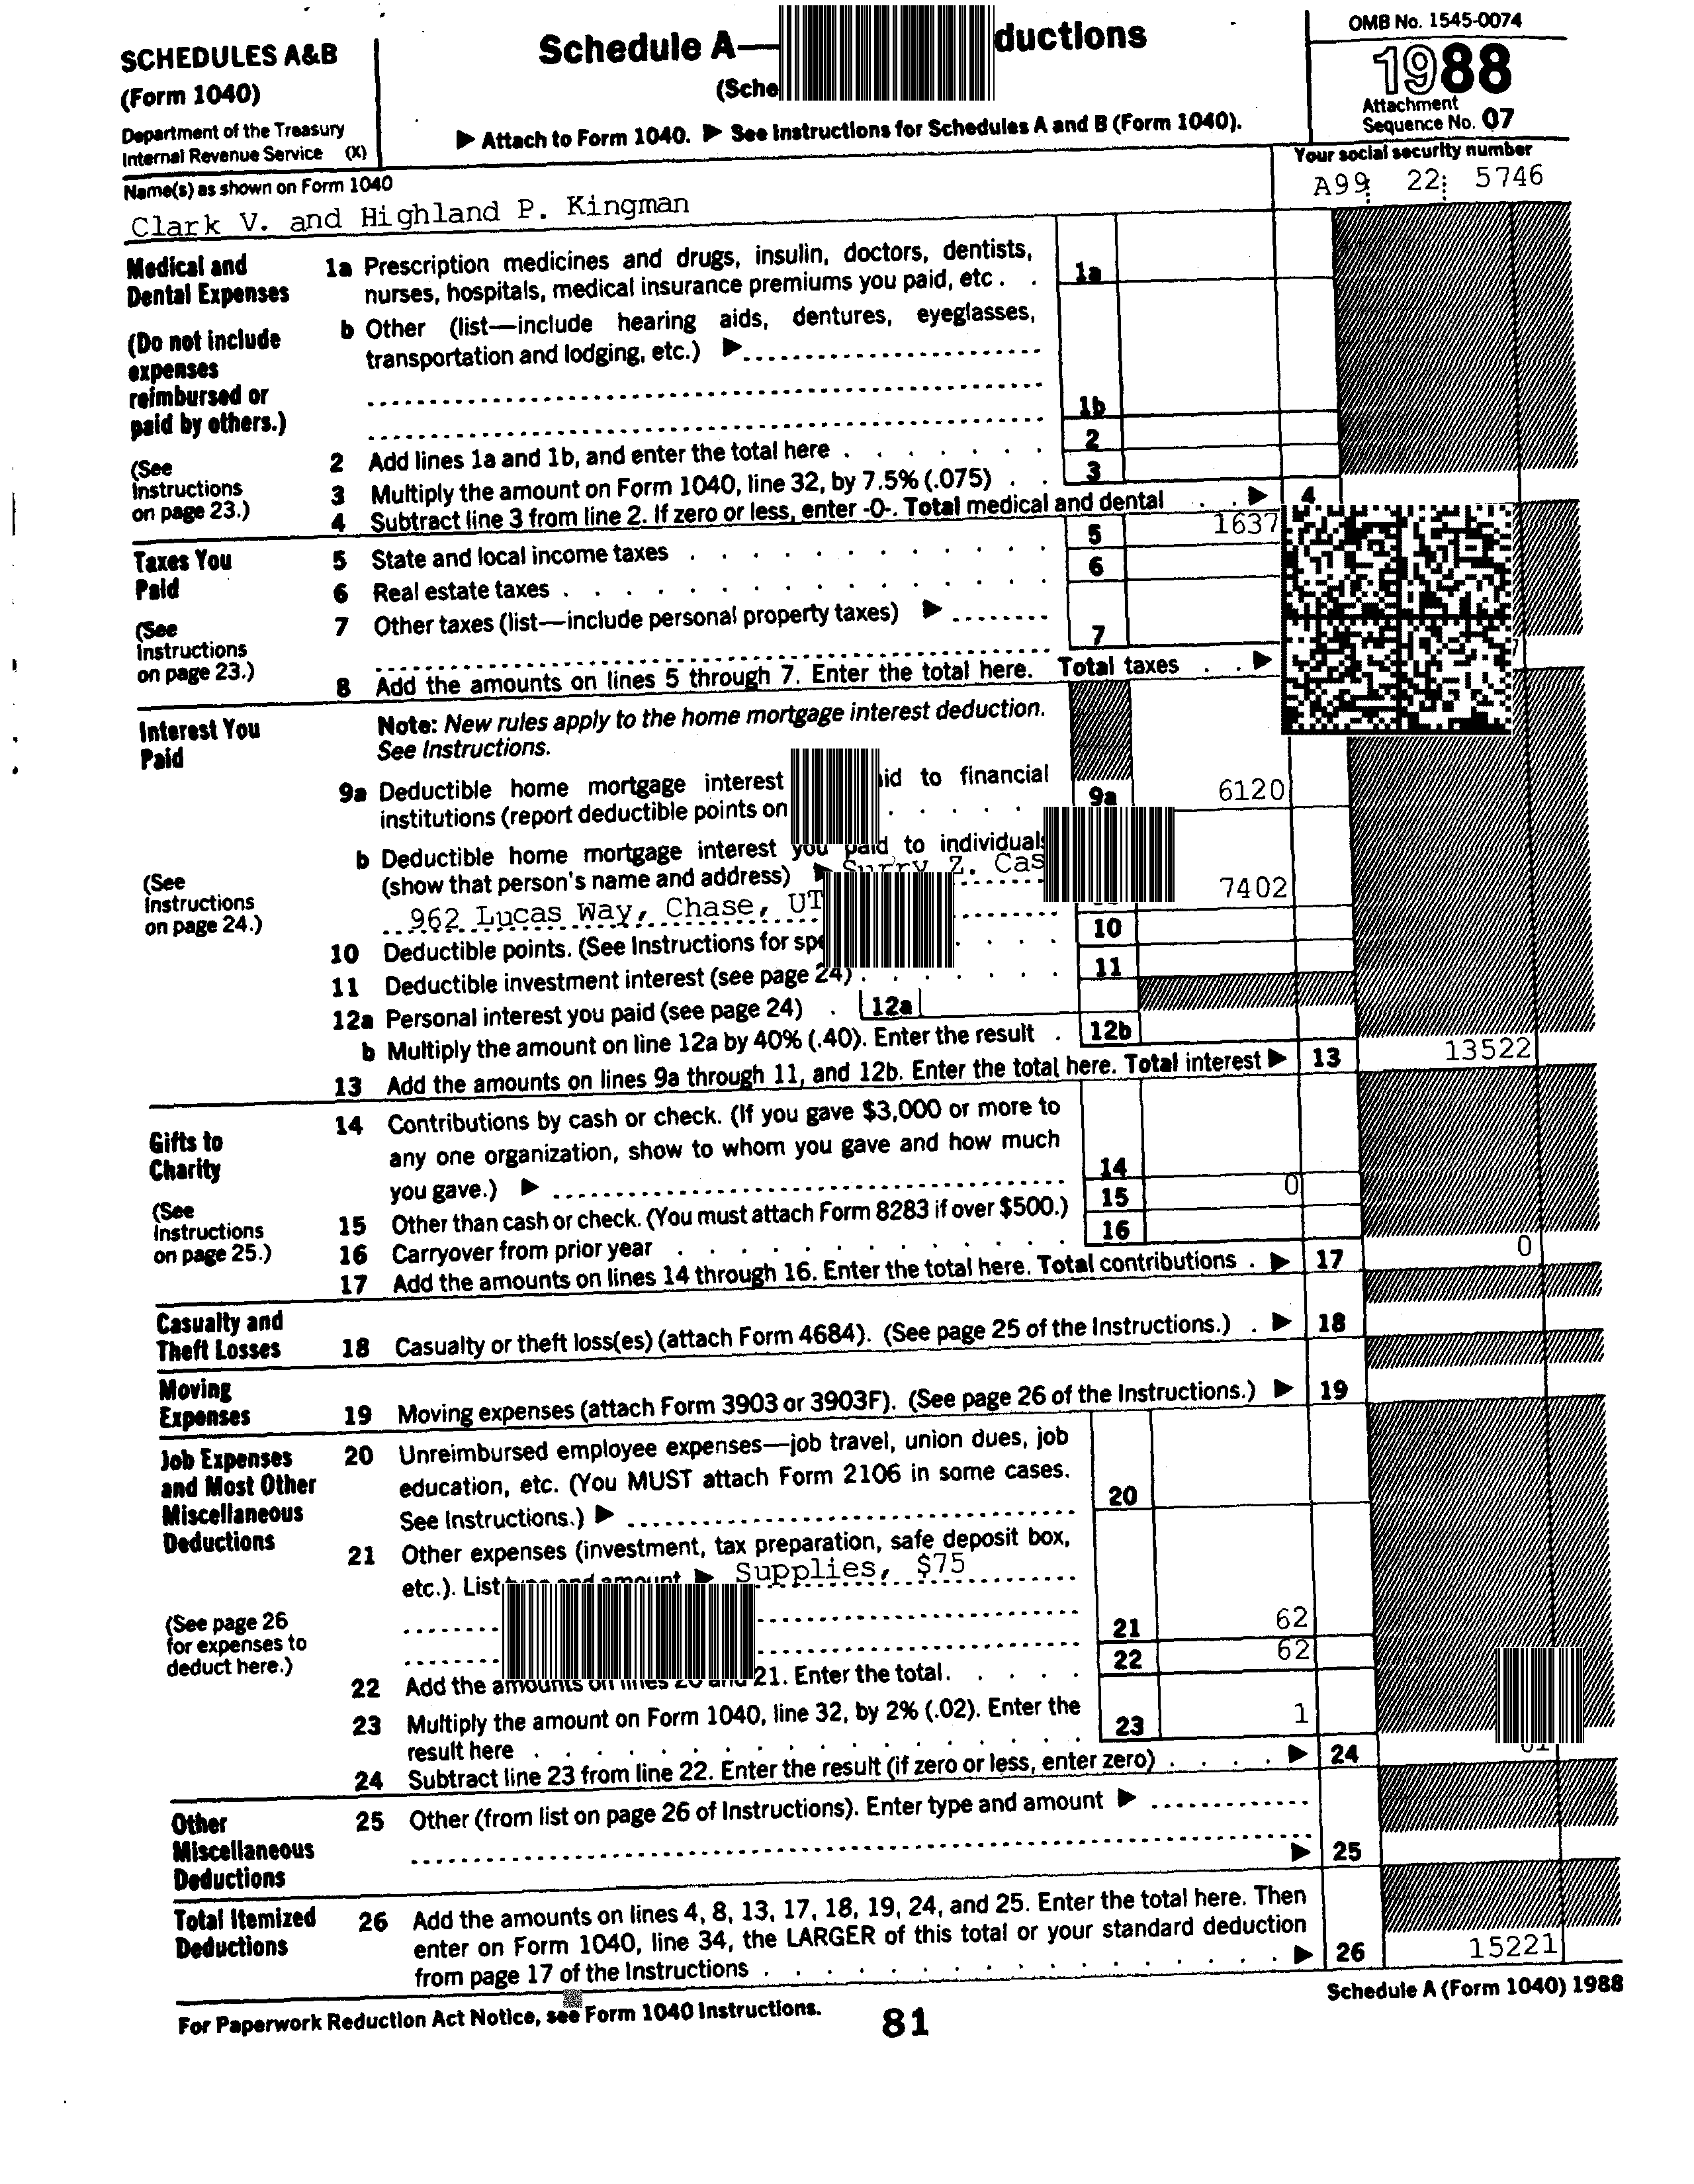 SCHEDULES A&B
(Form 1040)
Department of the Treasury
Internal Revenue Service (X)
Schedule A—
(Sche
▶ Attach to Form 1040. ▶ See Instructions for Schedules A and B (Form 1040).
OMB No. 1545-0074
1988
Attachment
Sequence No. 07
Name(s) as shown on Form 1040
Clark V. and Highland P. Kingman
Your social security number
A99 22 5746
Medical and
Dental Expenses
(Do not include
expenses
reimbursed or
paid by others.)
(See
Instructions
on page 23.)
1a Prescription medicines and drugs, insulin, doctors, dentists,
nurses, hospitals, medical insurance premiums you paid, etc . . 1a
b Other (list—include hearing aids, dentures, eyeglasses,
transportation and lodging, etc.) ▶
1b
2 Add lines 1a and 1b, and enter the total here . . . . . . 2
3 Multiply the amount on Form 1040, line 32, by 7.5% (.075) . . 3
4 Subtract line 3 from line 2. If zero or less, enter -0-. Total medical and dental . . ▶ 4
Taxes You
Paid
(See
Instructions
on page 23.)
5 State and local income taxes . . . . . . . . . . . 5 1637
6 Real estate taxes . . . . . . . . . . . . . . 6
7 Other taxes (list—include personal property taxes) ▶
7
8 Add the amounts on lines 5 through 7. Enter the total here. Total taxes . . ▶
Interest You
Paid
(See
Instructions
on page 24.)
Note: New rules apply to the home mortgage interest deduction.
See Instructions.
9a Deductible home mortgage interest to financial
institutions (report deductible points on . . . . . 9a 6120
b Deductible home mortgage interest you paid to individuals
(show that person's name and address) ▶ Surry Z.
962 Lucas Way, Chase, UT 7402
10 Deductible points. (See Instructions for . . . . 10
11 Deductible investment interest (see page 24) . . . . . . 11
12a Personal interest you paid (see page 24) . 12a
b Multiply the amount on line 12a by 40% (.40). Enter the result . 12b
13 Add the amounts on lines 9a through 11, and 12b. Enter the total here. Total interest ▶ 13 13522
Gifts to
Charity
(See
Instructions
on page 25.)
14 Contributions by cash or check. (If you gave $3,000 or more to
any one organization, show to whom you gave and how much
you gave.) ▶ 14
15 Other than cash or check. (You must attach Form 8283 if over $500.) 15 0
16 Carryover from prior year . . . . . . . . . . . . 16
17 Add the amounts on lines 14 through 16. Enter the total here. Total contributions . ▶ 17 0
Casualty and
Theft Losses
18 Casualty or theft loss(es) (attach Form 4684). (See page 25 of the Instructions.) . ▶ 18
Moving
Expenses
19 Moving expenses (attach Form 3903 or 3903F). (See page 26 of the Instructions.) ▶ 19
Job Expenses
and Most Other
Miscellaneous
Deductions
(See page 26
for expenses to
deduct here.)
20 Unreimbursed employee expenses—job travel, union dues, job
education, etc. (You MUST attach Form 2106 in some cases.
See Instructions.) ▶ 20
21 Other expenses (investment, tax preparation, safe deposit box,
etc.). List type and amount ▶ Supplies, $75
21 62
22 Add the amounts on lines 20 and 21. Enter the total. . . . . 22 62
23 Multiply the amount on Form 1040, line 32, by 2% (.02). Enter the
result here . . . . . . . . . . . . . . . . 23 1
24 Subtract line 23 from line 22. Enter the result (if zero or less, enter zero) . . . . ▶ 24
Other
Miscellaneous
Deductions
25 Other (from list on page 26 of Instructions). Enter type and amount ▶
▶ 25
Total Itemized
Deductions
26 Add the amounts on lines 4, 8, 13, 17, 18, 19, 24, and 25. Enter the total here. Then
enter on Form 1040, line 34, the LARGER of this total or your standard deduction
from page 17 of the Instructions . . . . . . . . . . . . . . . . ▶ 26 15221
For Paperwork Reduction Act Notice, see Form 1040 Instructions.
81
Schedule A (Form 1040) 1988